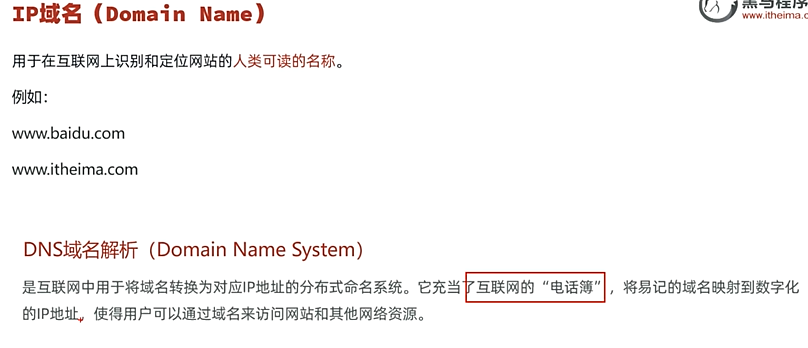 IP域名（Domain Name）
黑马程序
www.itheima.co
用于在互联网上识别和定位网站的人类可读的名称。
例如：
www.baidu.com
www.itheima.com
DNS域名解析（Domain Name System）
是互联网中用于将域名转换为对应IP地址的分布式命名系统。它充当了互联网的“电话簿”，将易记的域名映射到数字化
的IP地址，使得用户可以通过域名来访问网站和其他网络资源。